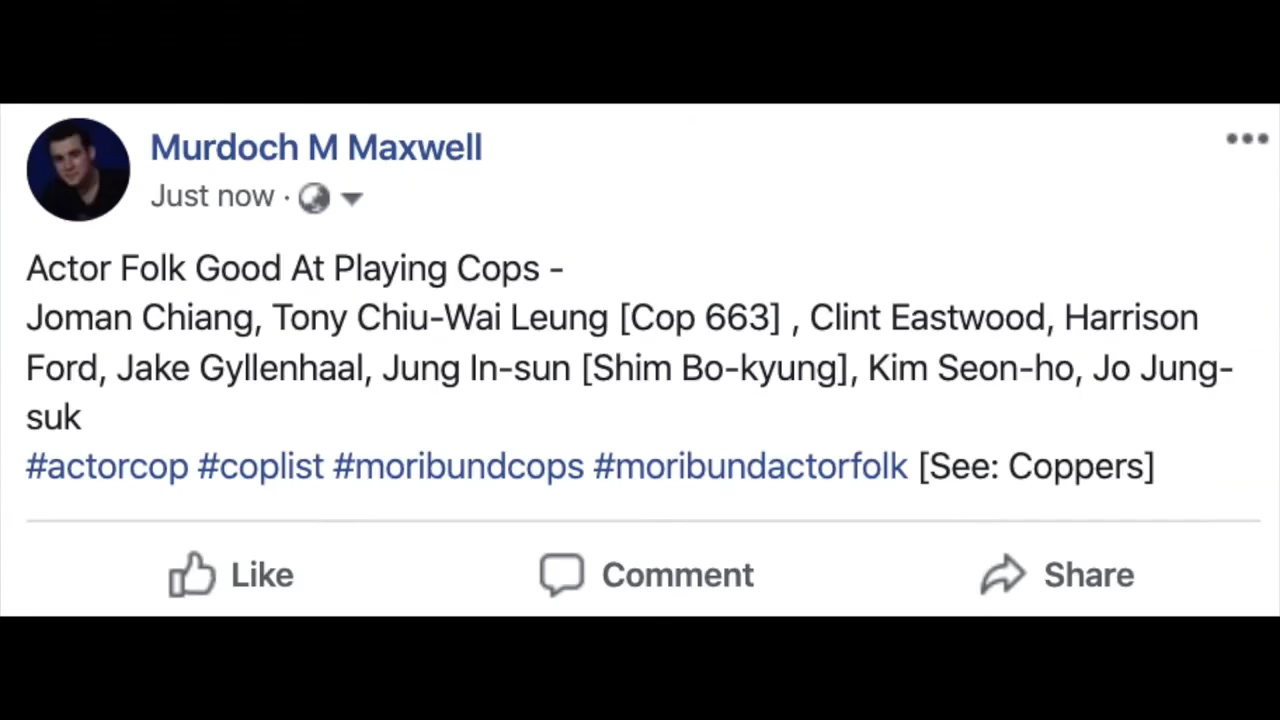 Murdoch M Maxwell
Just now ·
Actor Folk Good At Playing Cops -
Joman Chiang, Tony Chiu-Wai Leung [Cop 663] , Clint Eastwood, Harrison
Ford, Jake Gyllenhaal, Jung In-sun [Shim Bo-kyung], Kim Seon-ho, Jo Jung-
suk
#actorcop #coplist #moribundcops #moribundactorfolk [See: Coppers]
Like Comment Share